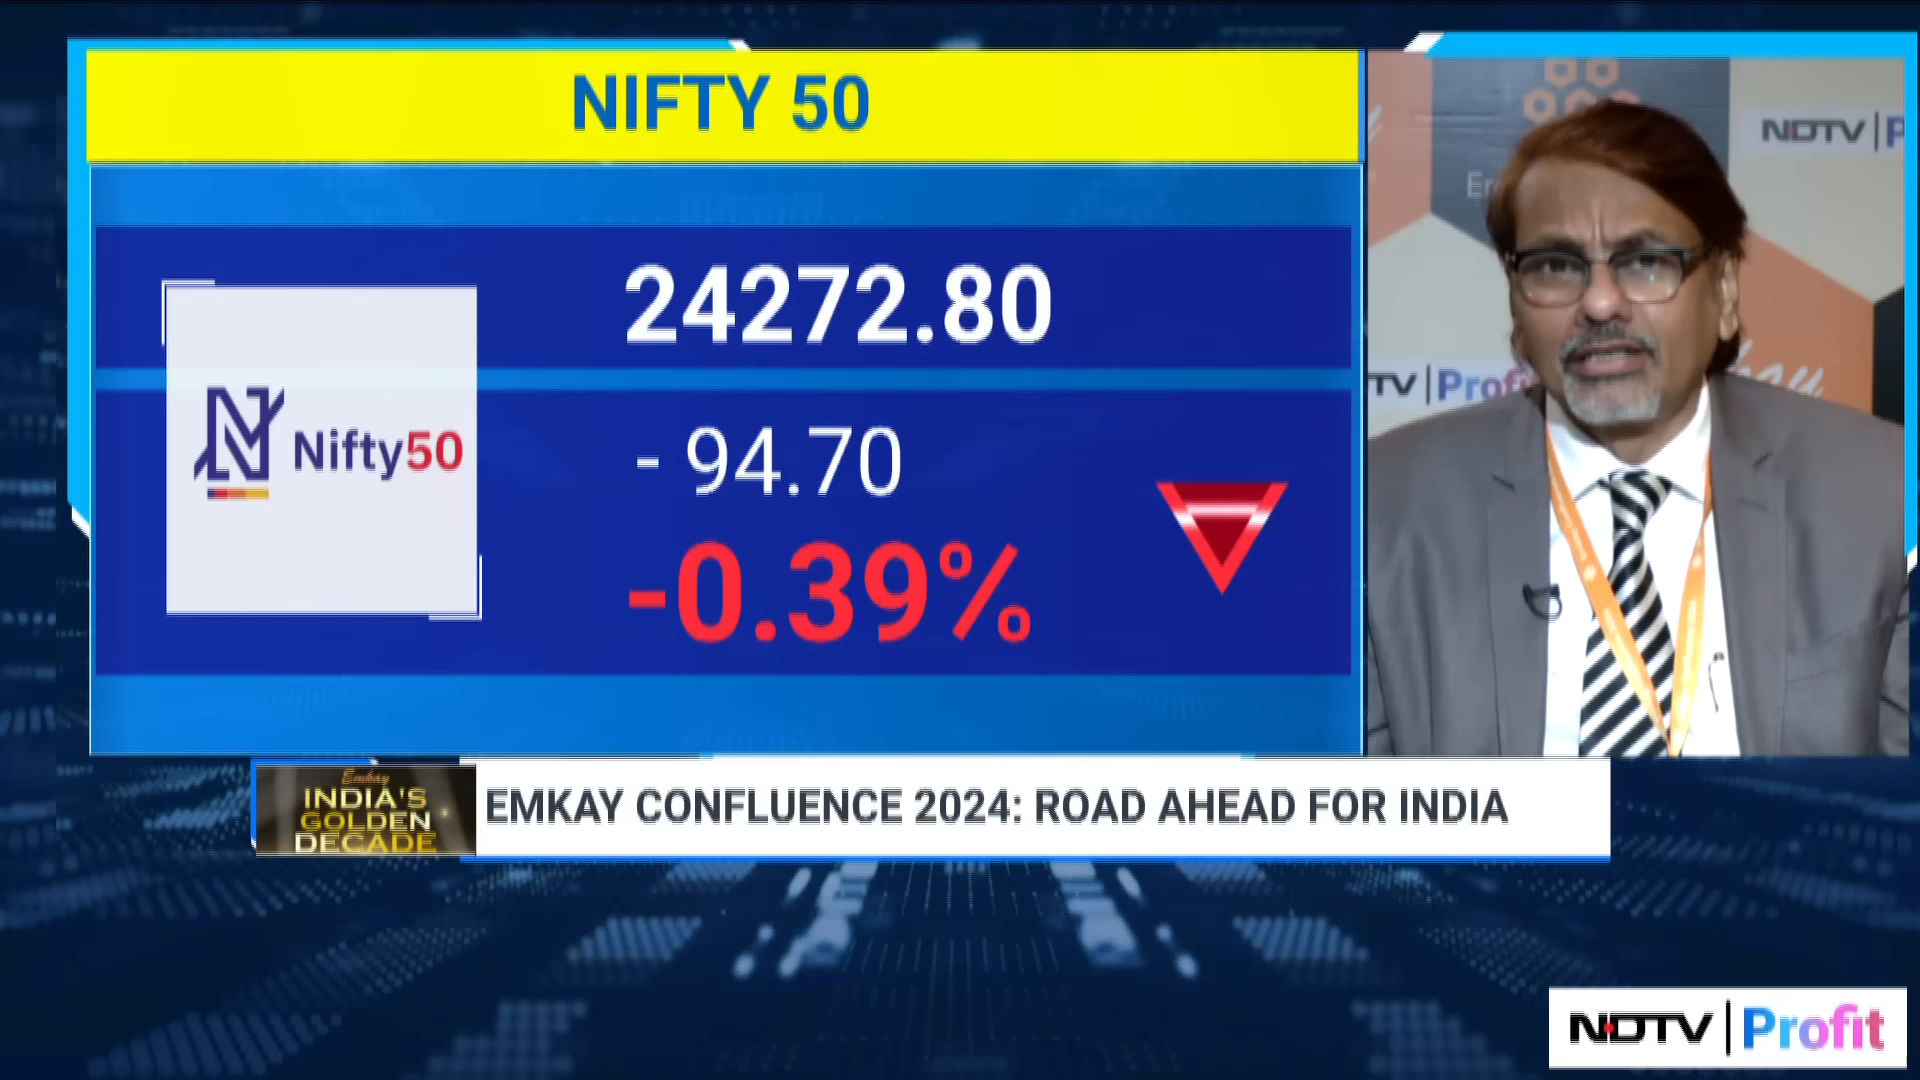 NIFTY 50
24272.80
Nifty50
- 94.70
-0.39%
NDTV
Profit
Emkay
INDIA'S
GOLDEN
DECADE
EMKAY CONFLUENCE 2024: ROAD AHEAD FOR INDIA
NDTV | Profit